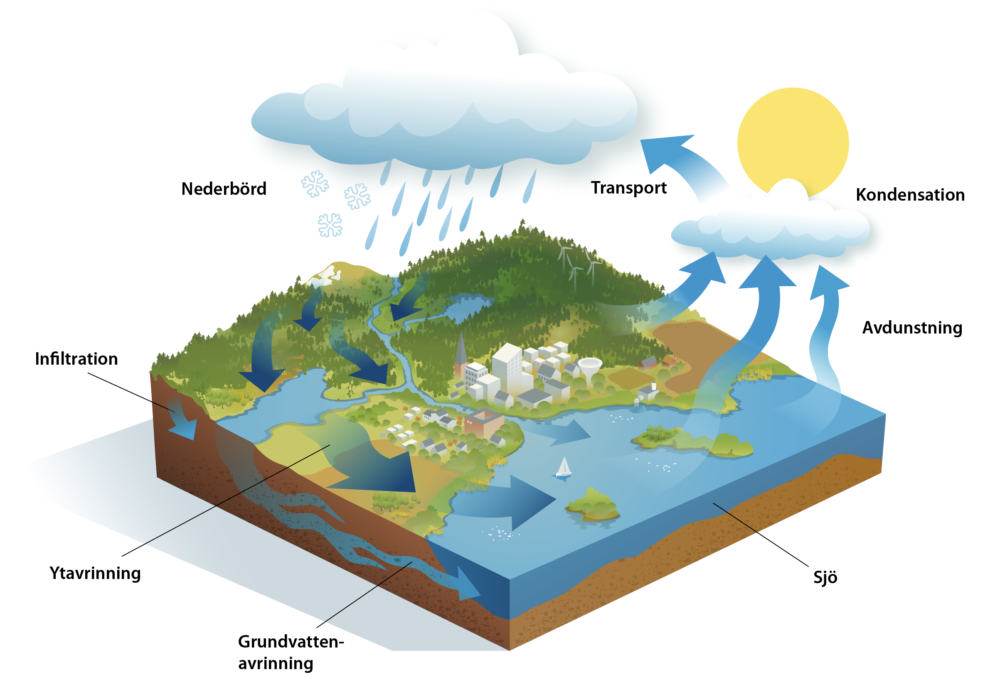 Nederbörd
Transport
Kondensation
Avdunstning
Infiltration
Ytavrinning
Sjö
Grundvatten-
avrinning